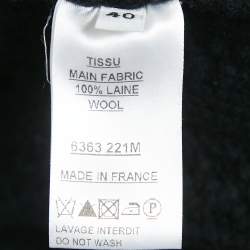 40
TISSU
MAIN FABRIC
100% LAINE
WOOL
6363 221M
MADE IN FRANCE
LAVAGE INTERDIT
DO NOT WASH